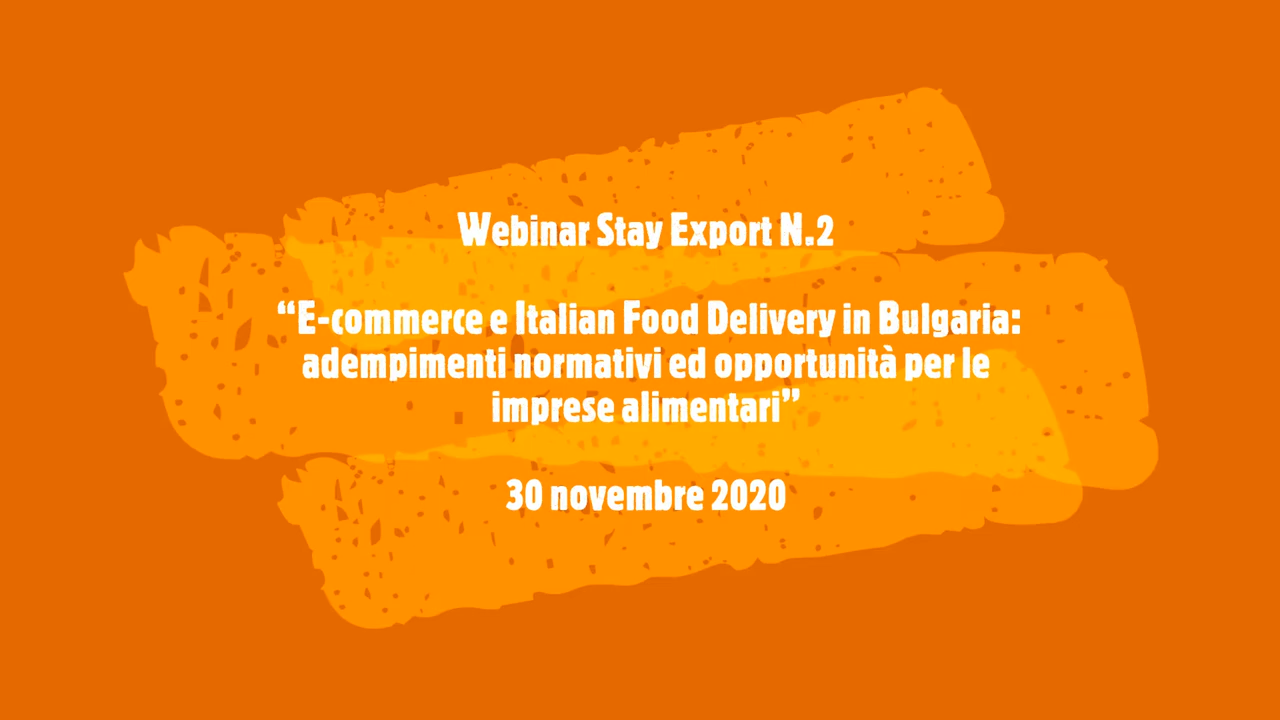 Webinar Stay Export N.2
“E-commerce e Italian Food Delivery in Bulgaria:
adempimenti normativi ed opportunità per le
imprese alimentari”
30 novembre 2020